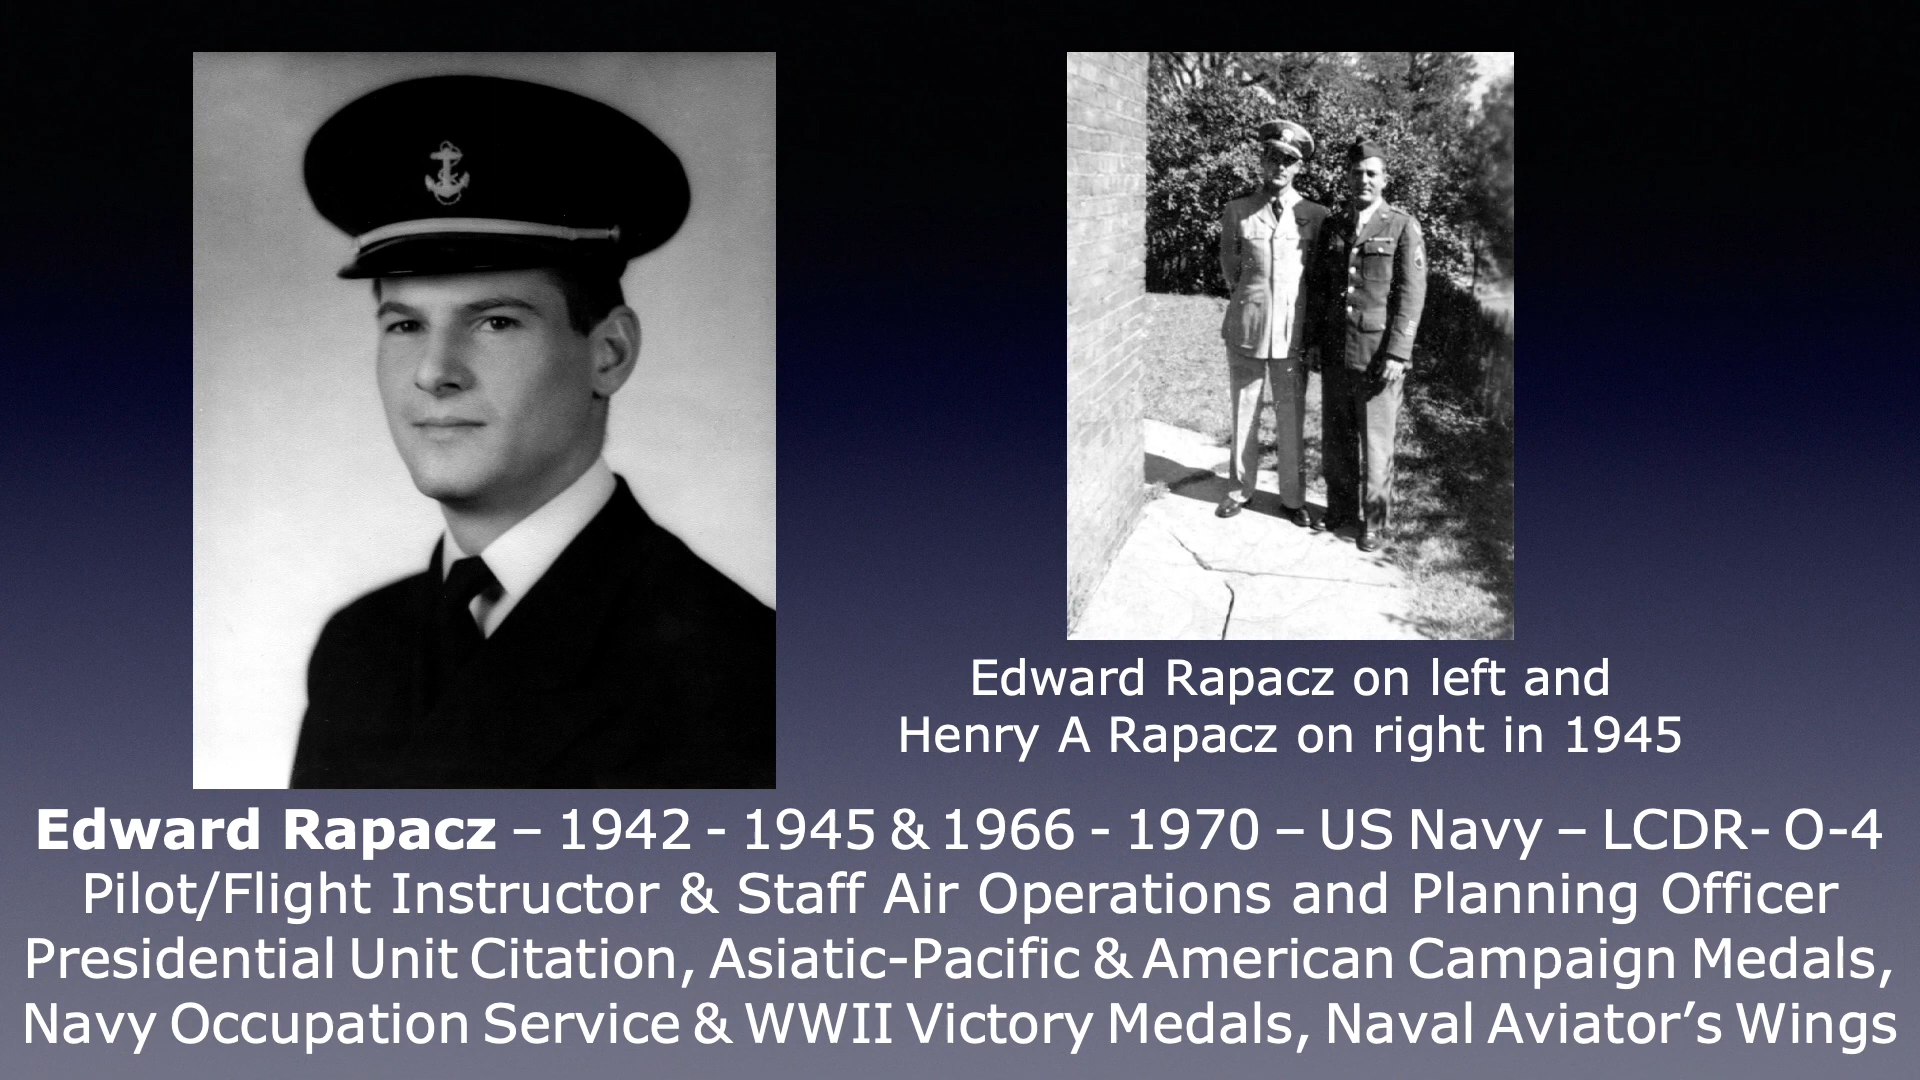 Edward Rapacz on left and
Henry A Rapacz on right in 1945
Edward Rapacz – 1942 - 1945 & 1966 - 1970 – US Navy – LCDR- O-4
Pilot/Flight Instructor & Staff Air Operations and Planning Officer
Presidential Unit Citation, Asiatic-Pacific & American Campaign Medals,
Navy Occupation Service & WWII Victory Medals, Naval Aviator’s Wings